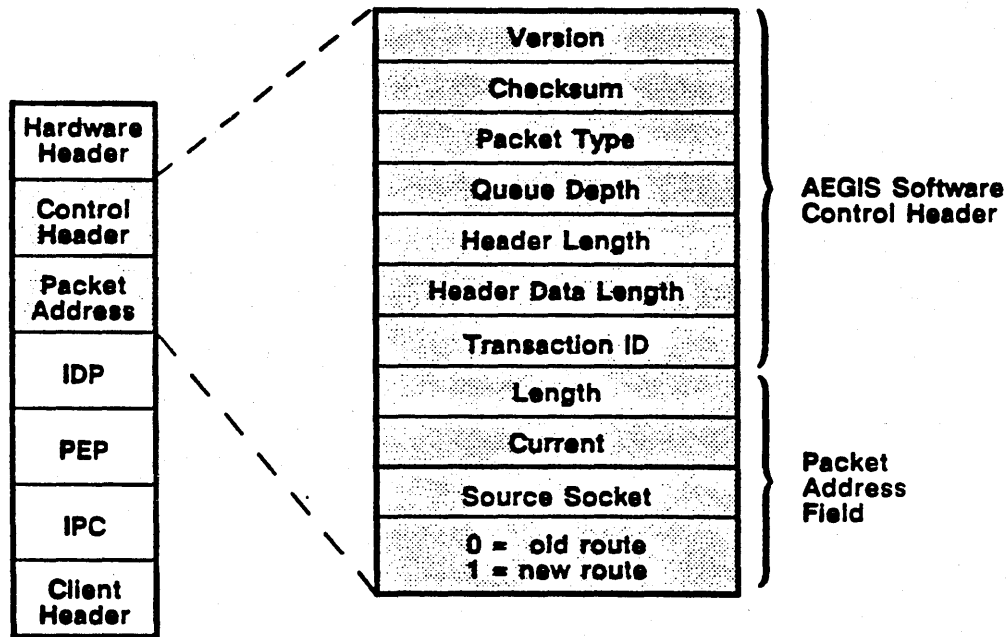 Hardware
Header
Control
Header
Packet
Address
IDP
PEP
IPC
Client
Header
Version
Checksum
Packet Type
Queue Depth
Header Length
Header Data Length
Transaction ID
Length
Current
Source Socket
0 = old route
1 = new route
AEGIS Software
Control Header
Packet
Address
Field